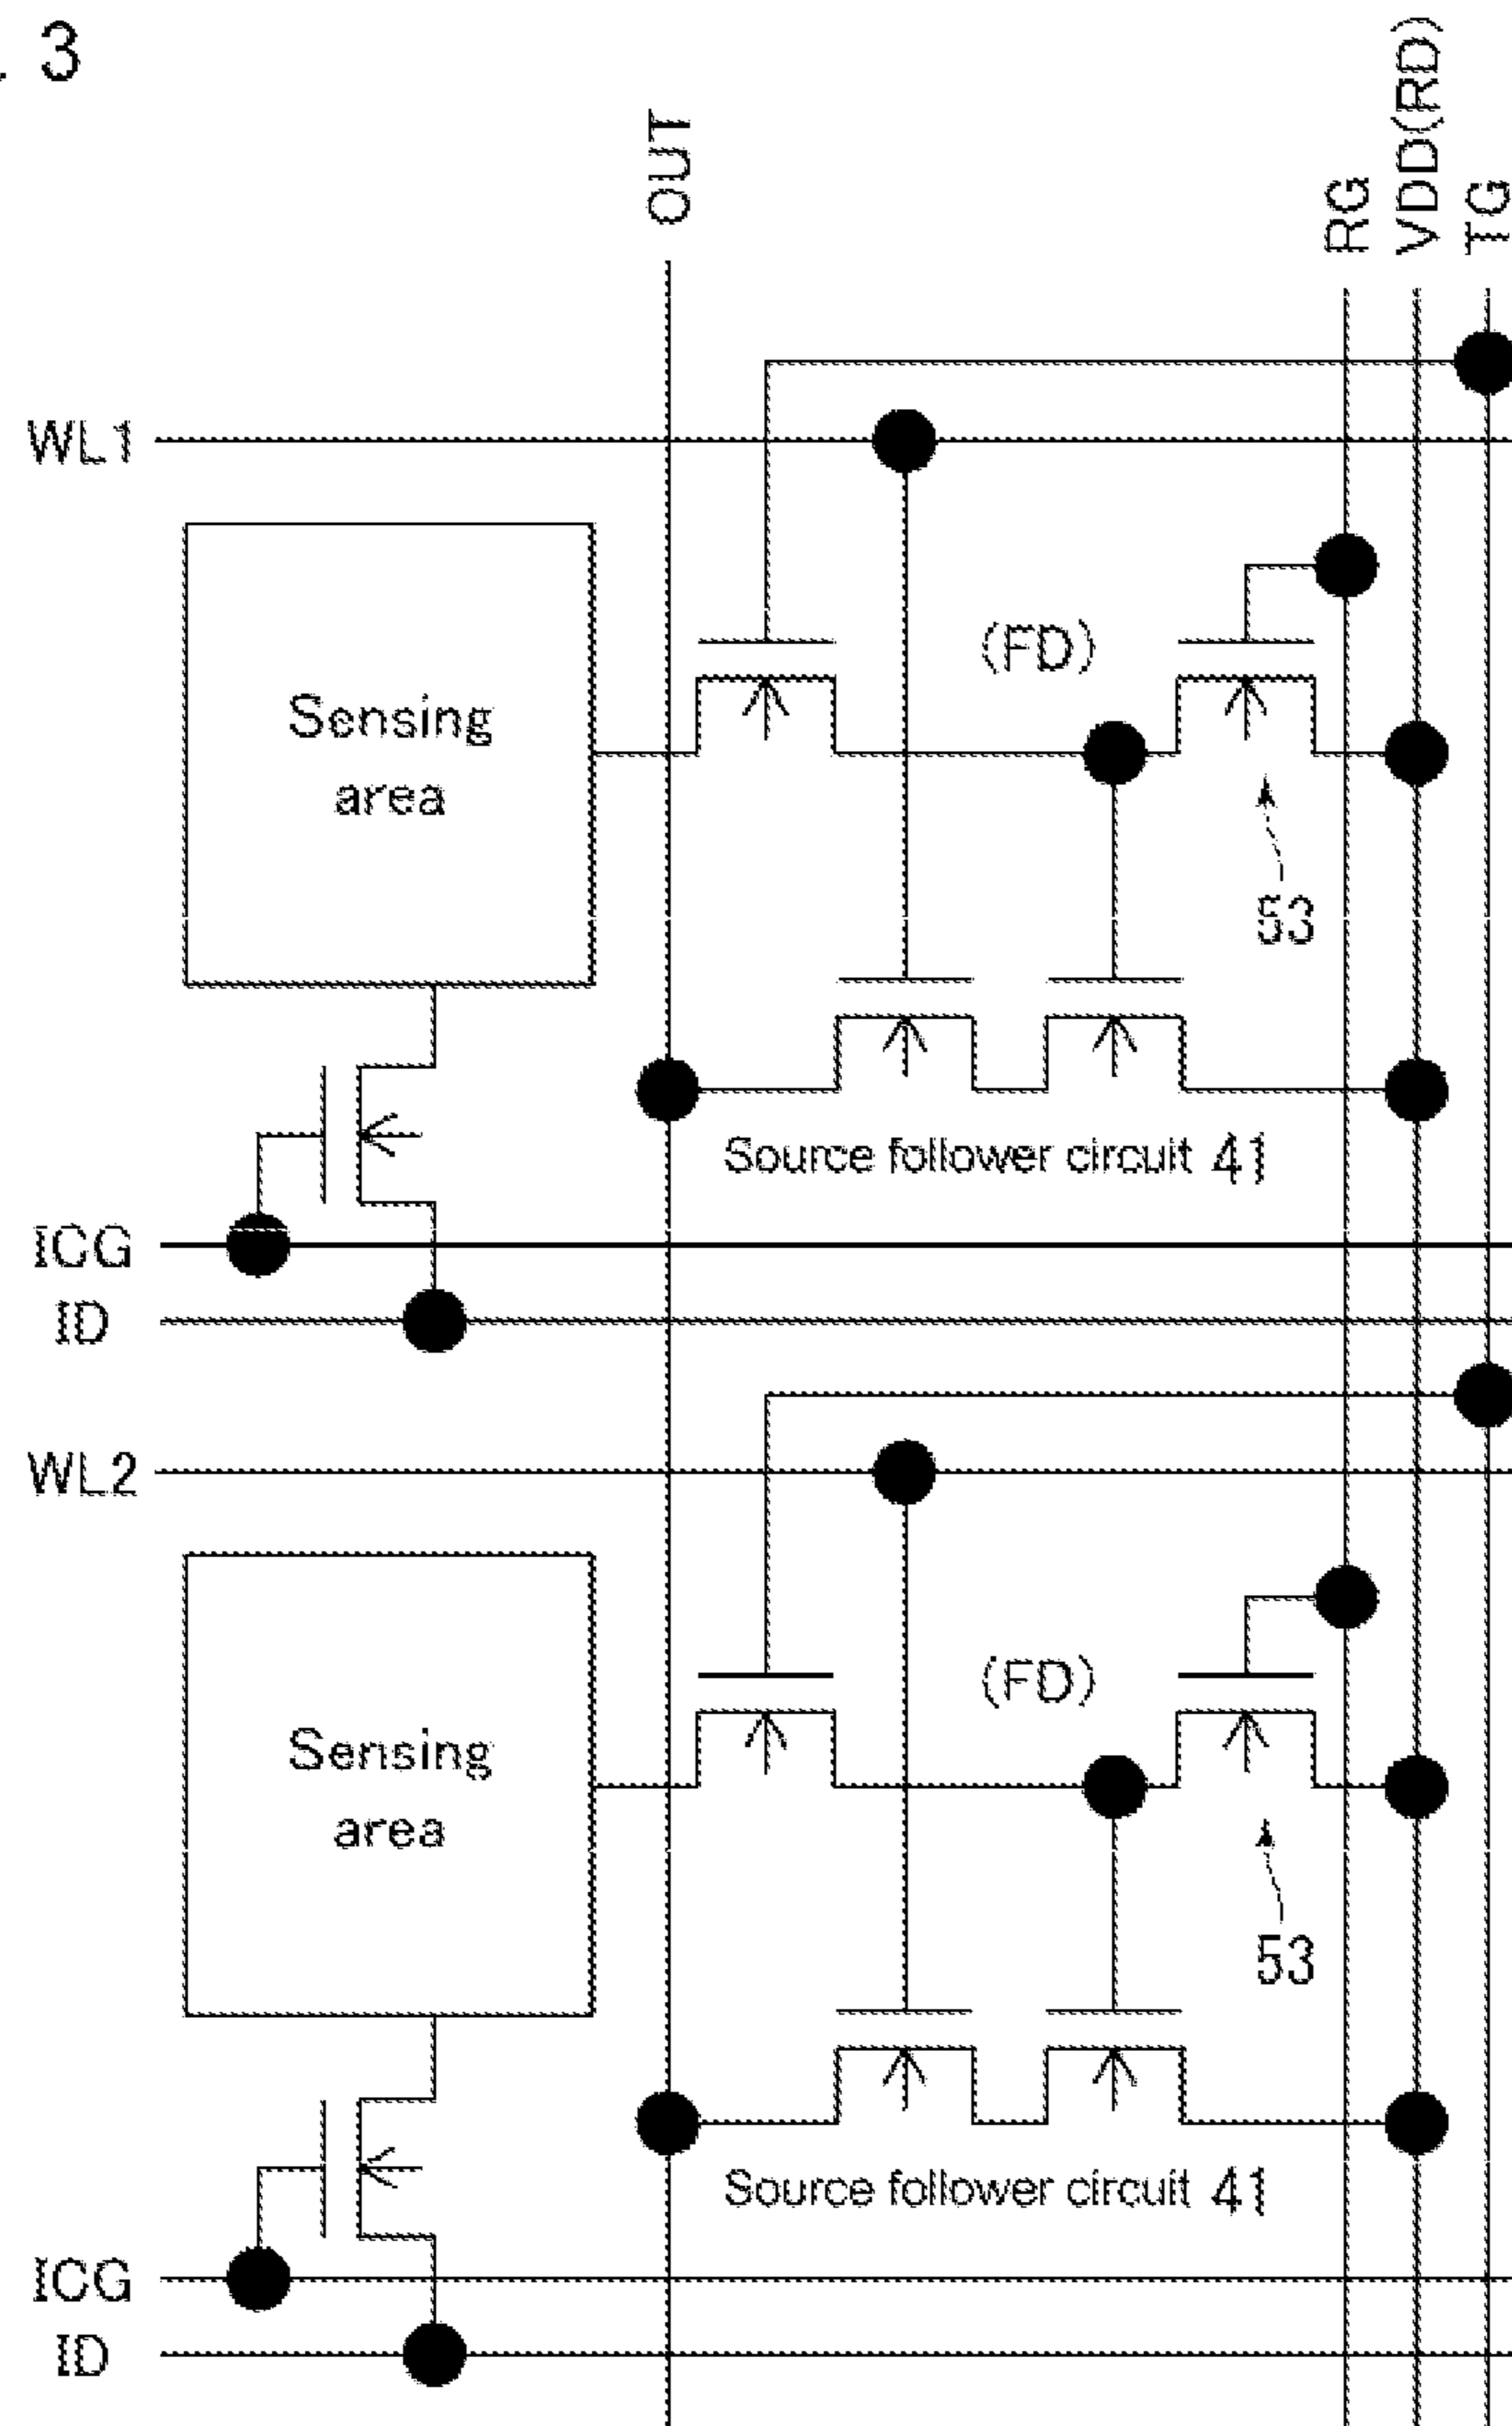 . 3
OUT
RG
VDD(RD)
TG
WL1
Sensing
area
(FD)
53
Source follower circuit 41
ICG
ID
WL2
Sensing
area
(FD)
53
Source follower circuit 41
ICG
ID